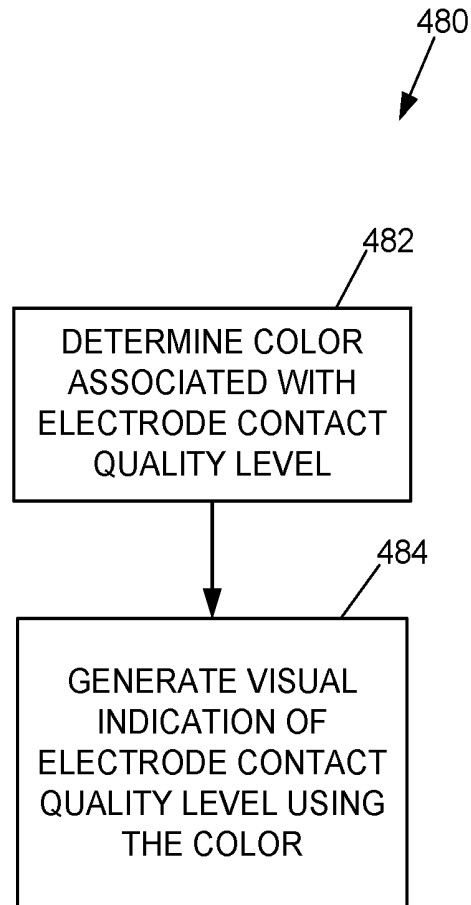 480
482
DETERMINE COLOR
ASSOCIATED WITH
ELECTRODE CONTACT
QUALITY LEVEL
484
GENERATE VISUAL
INDICATION OF
ELECTRODE CONTACT
QUALITY LEVEL USING
THE COLOR